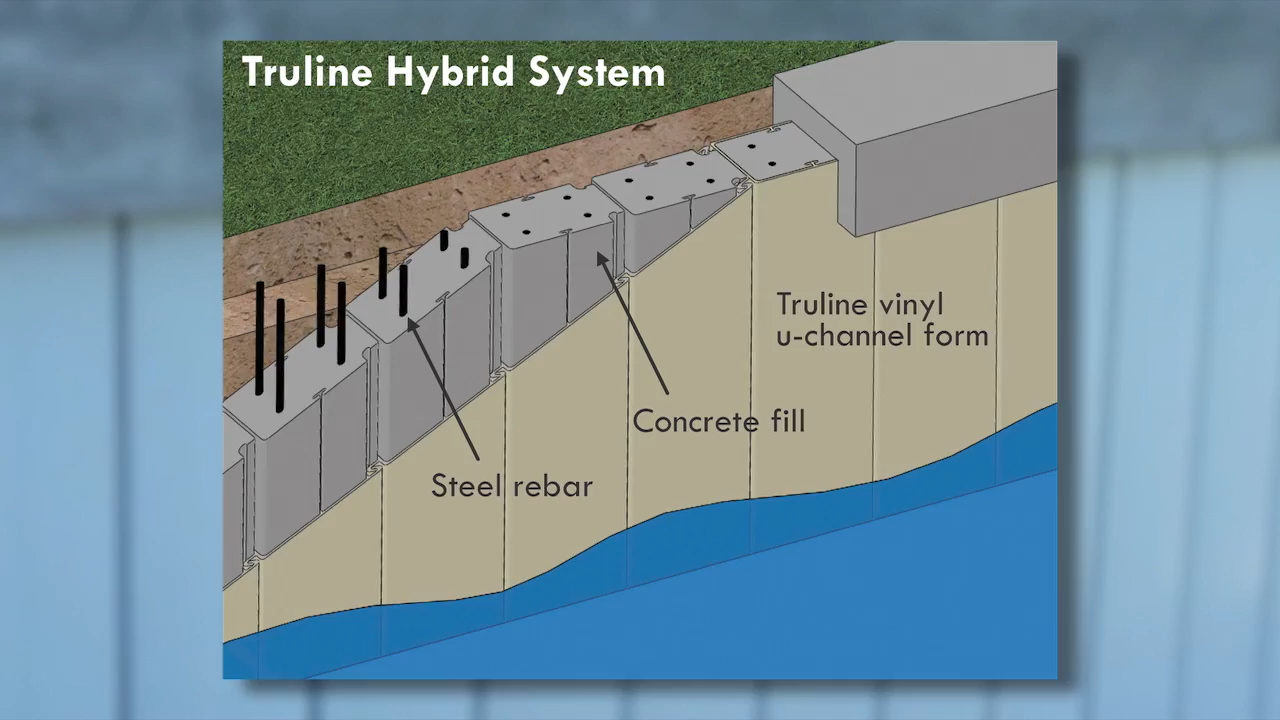 Truline Hybrid System
Truline vinyl
u-channel form
Concrete fill
Steel rebar